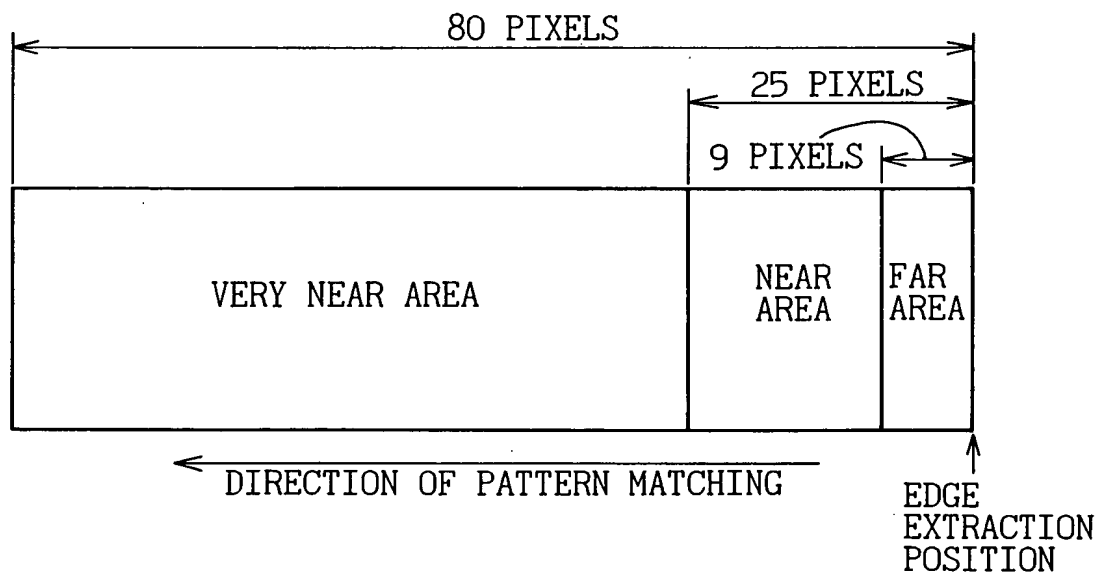 80 PIXELS
25 PIXELS
9 PIXELS
VERY NEAR AREA
NEAR
AREA
FAR
AREA
DIRECTION OF PATTERN MATCHING
EDGE
EXTRACTION
POSITION